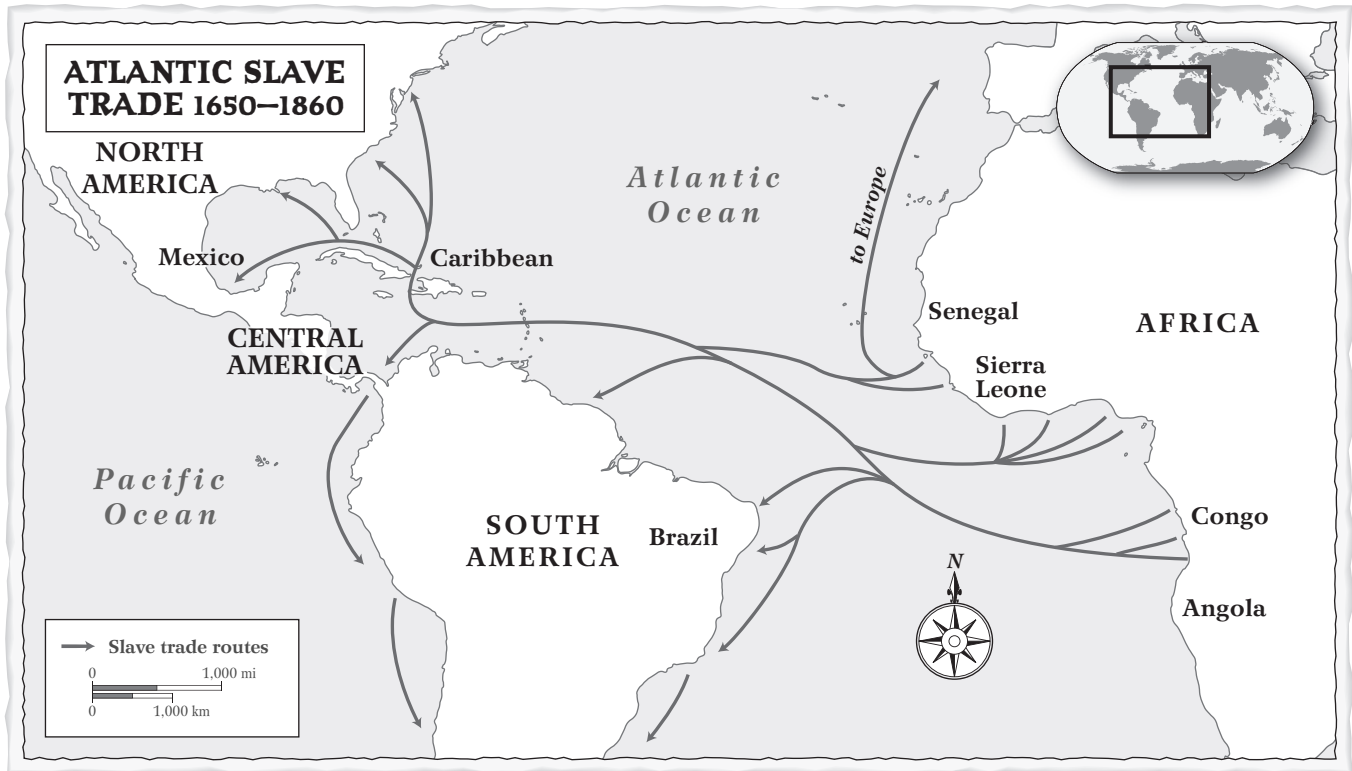 ATLANTIC SLAVE
TRADE 1650–1860
NORTH
AMERICA
Atlantic
Ocean
to Europe
Mexico
Caribbean
CENTRAL
AMERICA
Senegal
AFRICA
Sierra
Leone
Pacific
Ocean
SOUTH
AMERICA
Brazil
Congo
N
Angola
Slave trade routes
0 1,000 mi
0 1,000 km